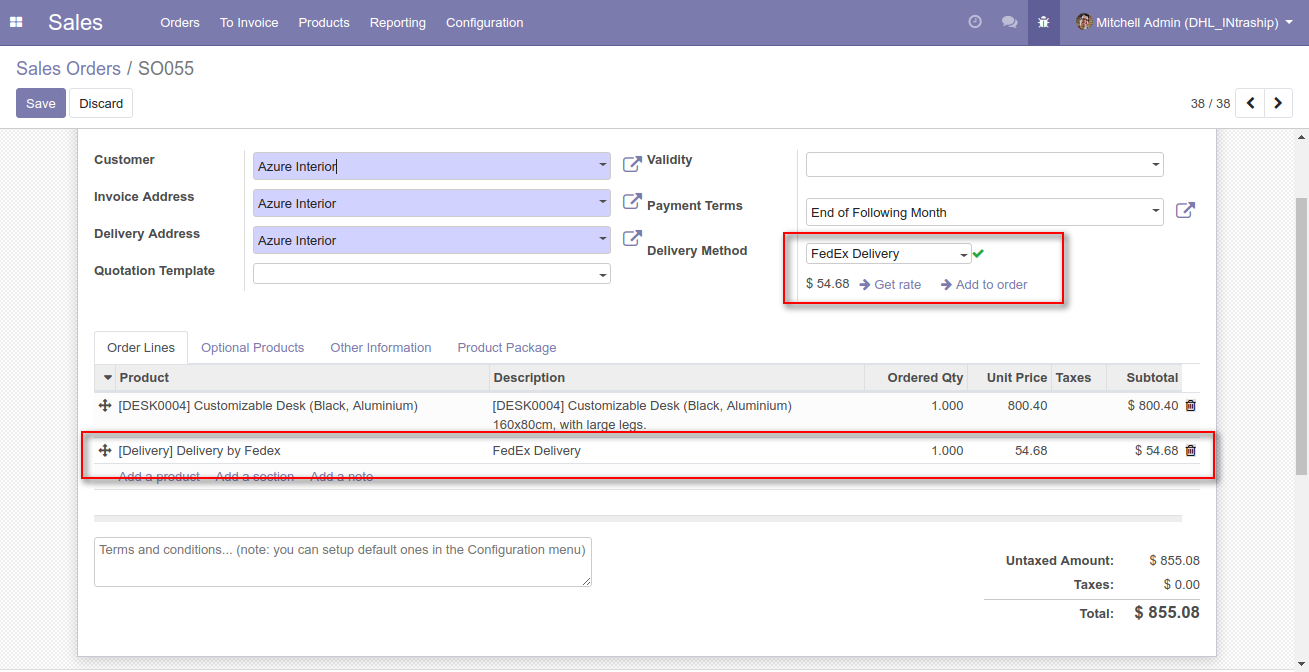 Sales Orders To Invoice Products Reporting Configuration Mitchell Admin (DHL_INtraship)
Sales Orders / SO055
Save Discard 38 / 38
Customer Azure Interior Validity
Invoice Address Azure Interior Payment Terms End of Following Month
Delivery Address Azure Interior Delivery Method FedEx Delivery
Quotation Template $ 54.68 Get rate Add to order
Order Lines Optional Products Other Information Product Package
Product Description Ordered Qty Unit Price Taxes Subtotal
[DESK0004] Customizable Desk (Black, Aluminium) [DESK0004] Customizable Desk (Black, Aluminium) 1.000 800.40 $ 800.40
160x80cm, with large legs.
[Delivery] Delivery by Fedex FedEx Delivery 1.000 54.68 $ 54.68
Add a product Add a section Add a note
Terms and conditions... (note: you can setup default ones in the Configuration menu)
Untaxed Amount: $ 855.08
Taxes: $ 0.00
Total: $ 855.08